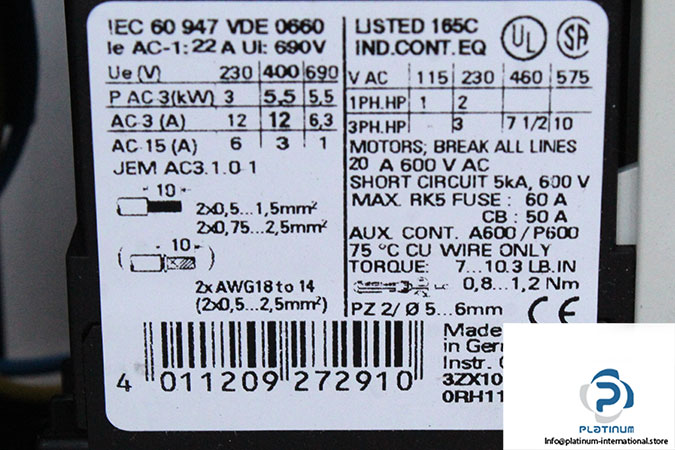 IEC 60 947 VDE 0660
Ie AC-1: 22 A Ui: 690V
Ue (V) 230 400 690
P AC 3(kW) 3 5,5 5,5
AC 3 (A) 12 12 6,3
AC 15 (A) 6 3 1
JEM AC3.1.0 1
10
2x0,5...1,5mm²
2x0,75...2,5mm²
10
2x AWG18 to 14
(2x0,5...2,5mm²)
LISTED 165C
IND.CONT.EQ
UL
SA
V AC 115 230 460 575
1PH.HP 1 2
3PH.HP 3 7 1/2 10
MOTORS; BREAK ALL LINES
20 A 600 V AC
SHORT CIRCUIT 5kA, 600 V
MAX. RK5 FUSE : 60 A
CB : 50 A
AUX. CONT. A600 / P600
75 °C CU WIRE ONLY
TORQUE: 7...10.3 LB.IN
0,8...1,2 Nm
PZ 2/ Ø 5...6mm CE
4 011209 272910
Made
in Ger
Instr.
3ZX10
0RH11
PLATINUM
Info@platinum-international.store